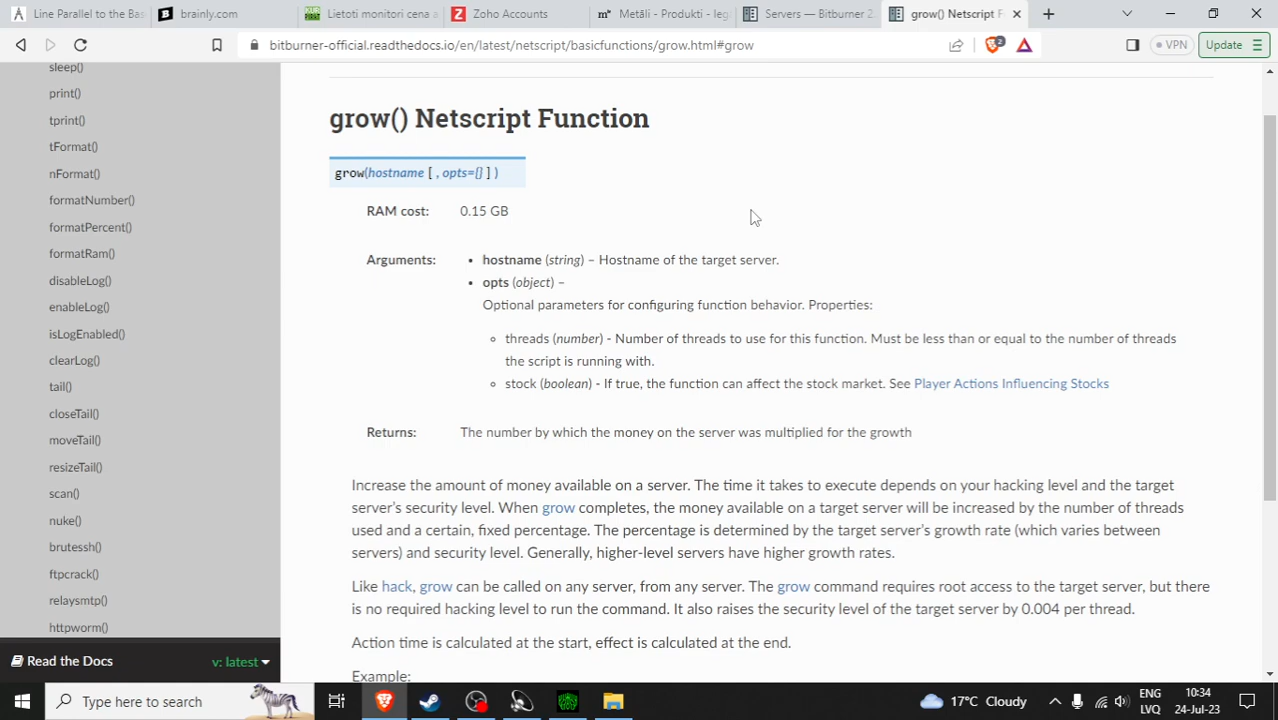 Line Parallel to the Bas
brainly.com
Lietoti monitori cena a
Zoho Accounts
Metāli - Produkti - leg
Servers — Bitburner 2.
grow() Netscript F
bitburner-official.readthedocs.io/en/latest/netscript/basicfunctions/grow.html#grow
2
VPN
Update
sleep()
print()
tprint()
tFormat()
nFormat()
formatNumber()
formatPercent()
formatRam()
disableLog()
enableLog()
isLogEnabled()
clearLog()
tail()
closeTail()
moveTail()
resizeTail()
scan()
nuke()
brutessh()
ftpcrack()
relaysmtp()
httpworm()
Read the Docs
v: latest
grow() Netscript Function
grow(hostname [ , opts={} ] )
RAM cost: 0.15 GB
Arguments: • hostname (string) – Hostname of the target server.
• opts (object) –
Optional parameters for configuring function behavior. Properties:
threads (number) - Number of threads to use for this function. Must be less than or equal to the number of threads
the script is running with.
stock (boolean) - If true, the function can affect the stock market. See Player Actions Influencing Stocks
Returns: The number by which the money on the server was multiplied for the growth
Increase the amount of money available on a server. The time it takes to execute depends on your hacking level and the target
server's security level. When grow completes, the money available on a target server will be increased by the number of threads
used and a certain, fixed percentage. The percentage is determined by the target server's growth rate (which varies between
servers) and security level. Generally, higher-level servers have higher growth rates.
Like hack, grow can be called on any server, from any server. The grow command requires root access to the target server, but there
is no required hacking level to run the command. It also raises the security level of the target server by 0.004 per thread.
Action time is calculated at the start, effect is calculated at the end.
Example:
Type here to search
17°C Cloudy
ENG
LVQ
10:34
24-Jul-23